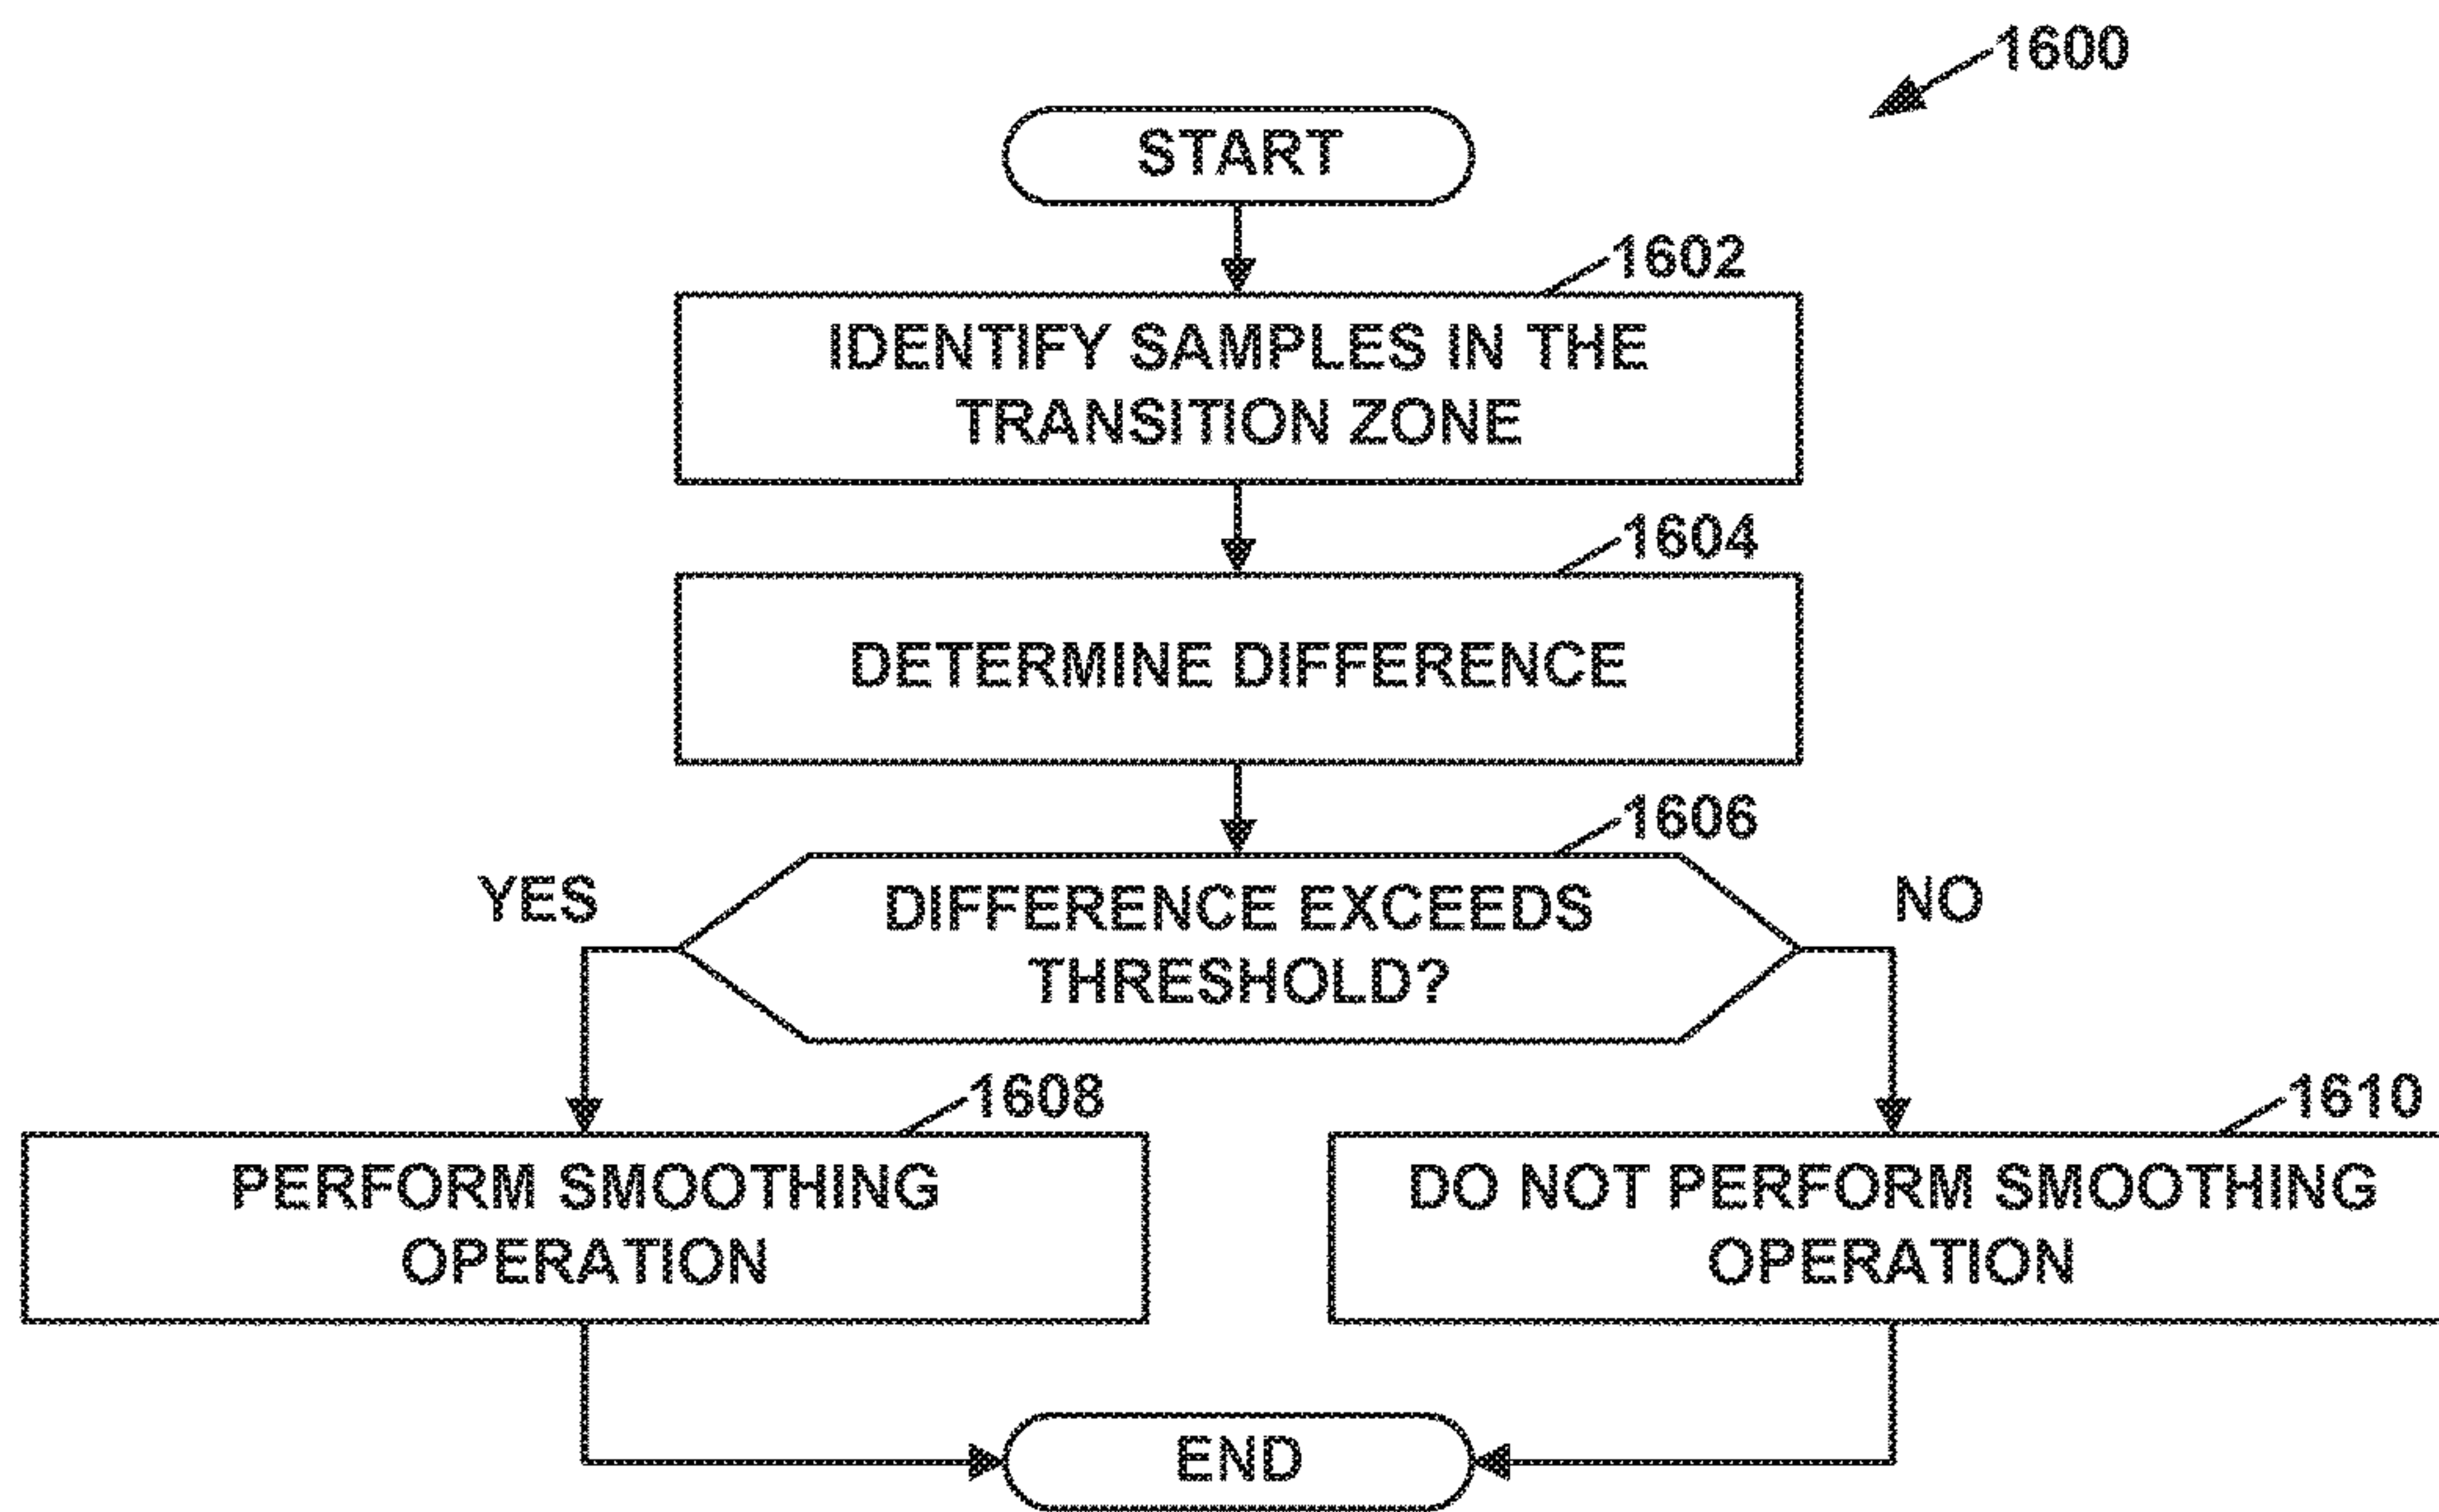 1600
START
1602
IDENTIFY SAMPLES IN THE
TRANSITION ZONE
1604
DETERMINE DIFFERENCE
1606
YES
DIFFERENCE EXCEEDS
THRESHOLD?
NO
1608
PERFORM SMOOTHING
OPERATION
1610
DO NOT PERFORM SMOOTHING
OPERATION
END